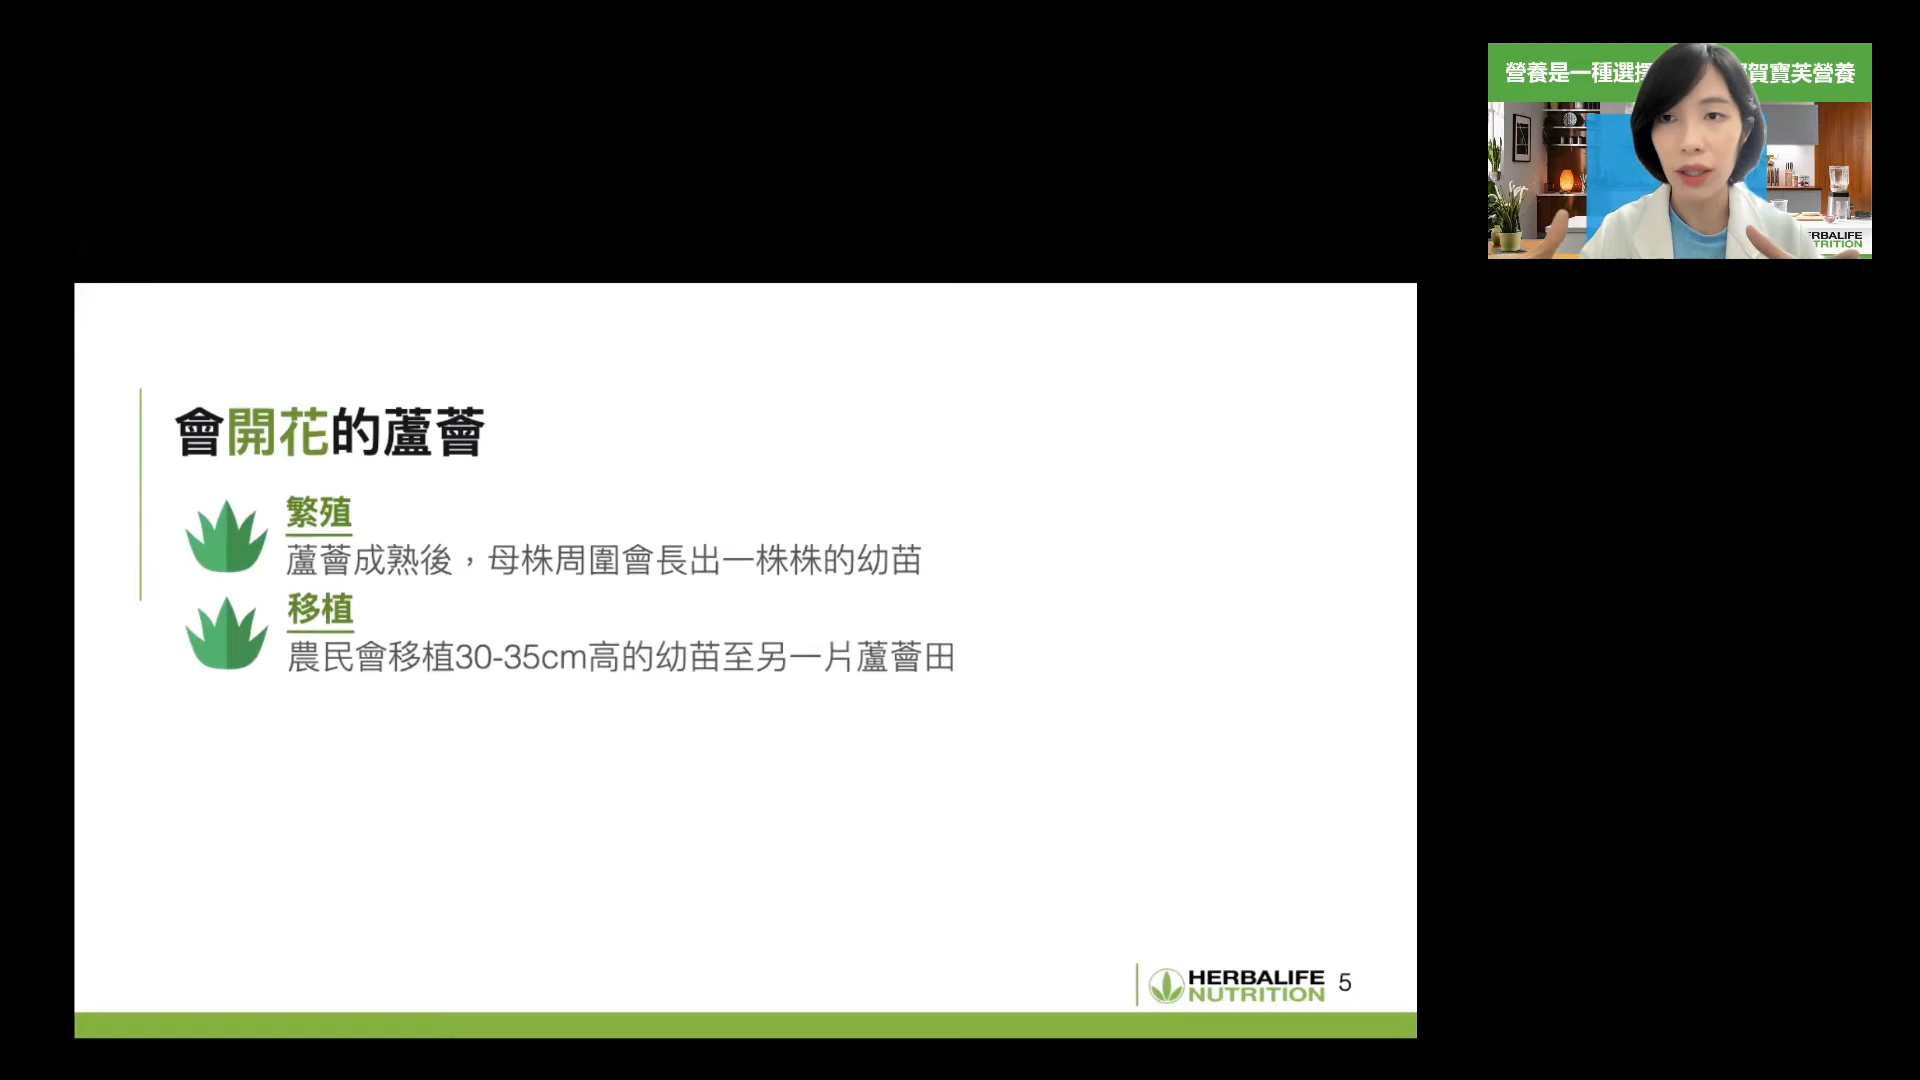 營養是一種選
賀寶芙營養
RBALIFE
TRITION
會開花的蘆薈
繁殖
蘆薈成熟後，母株周圍會長出一株株的幼苗
移植
農民會移植30-35cm高的幼苗至另一片蘆薈田
HERBALIFE
NUTRITION
5